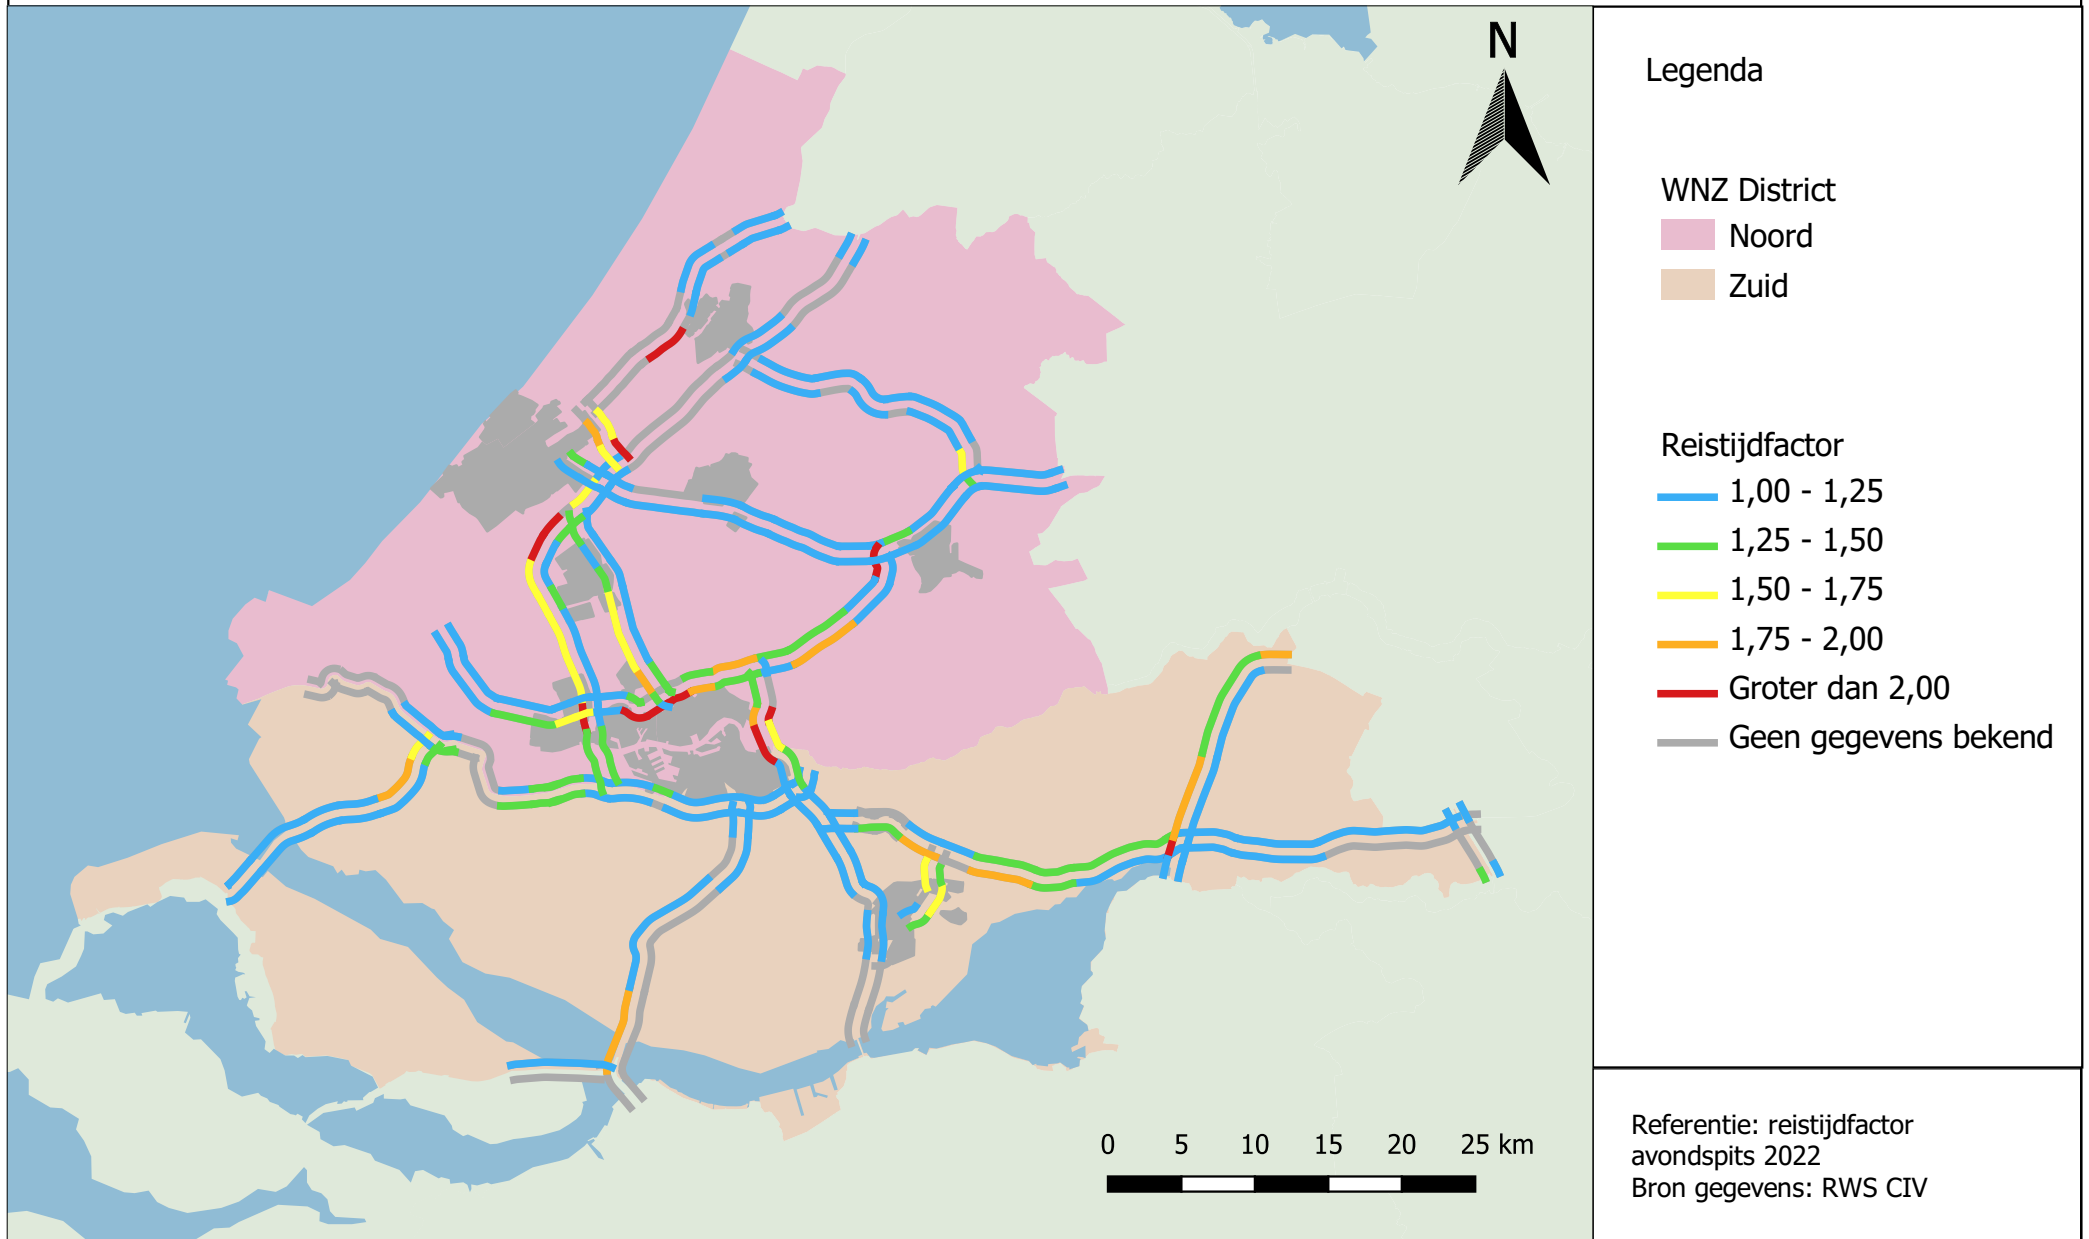 N
Legenda
WNZ District
Noord
Zuid
Reistijdfactor
1,00 - 1,25
1,25 - 1,50
1,50 - 1,75
1,75 - 2,00
Groter dan 2,00
Geen gegevens bekend
0 5 10 15 20 25 km
Referentie: reistijdfactor
avondspits 2022
Bron gegevens: RWS CIV